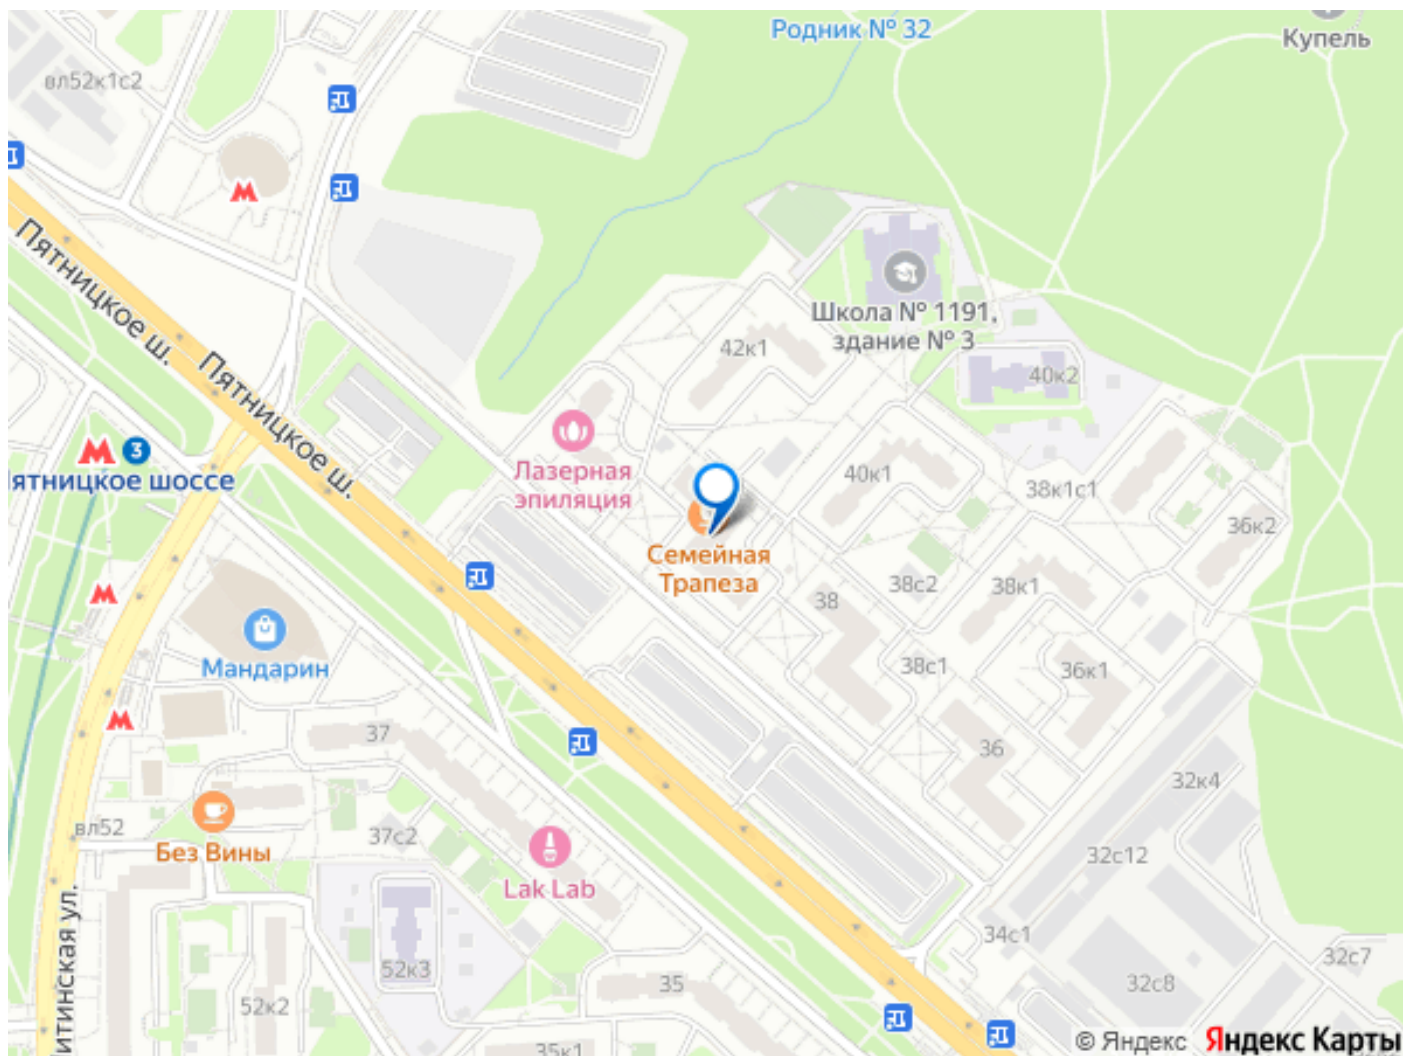 Родник № 32
Купель
вл52к1с2
Пятницкое ш.
Школа № 1191,
здание № 3
42к1
40к2
Пятницкое ш.
3
Пятницкое шоссе
Лазерная
эпиляция
40к1
38к1с1
36к2
Семейная
Трапеза
38
38с2
38к1
Мандарин
38с1
36к1
37
36
32к4
вл52
Без Вины
37с2
Lak Lab
32с12
34с1
52к3
35
32с8
32с7
итинская ул.
52к2
35к1
© Яндекс Яндекс Карты